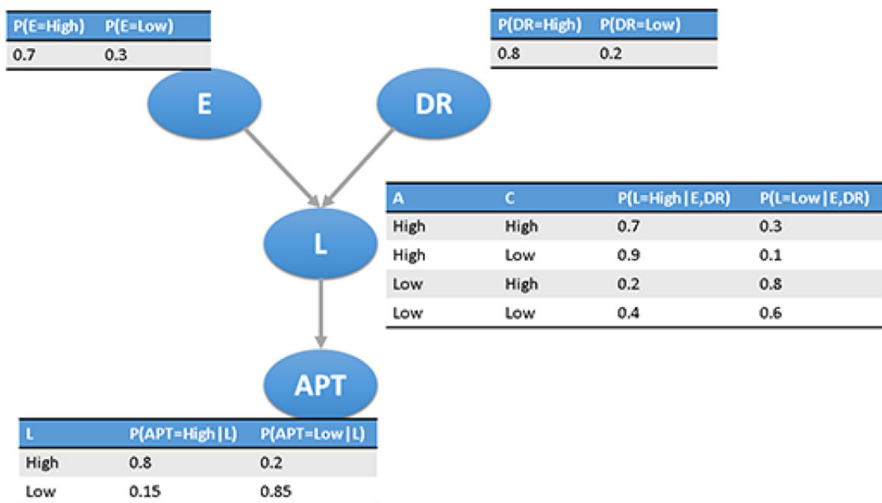 P(E=High) P(E=Low)
0.7 0.3
P(DR=High) P(DR=Low)
0.8 0.2
E
DR
L
A C P(L=High|E,DR) P(L=Low|E,DR)
High High 0.7 0.3
High Low 0.9 0.1
Low High 0.2 0.8
Low Low 0.4 0.6
APT
L P(APT=High|L) P(APT=Low|L)
High 0.8 0.2
Low 0.15 0.85